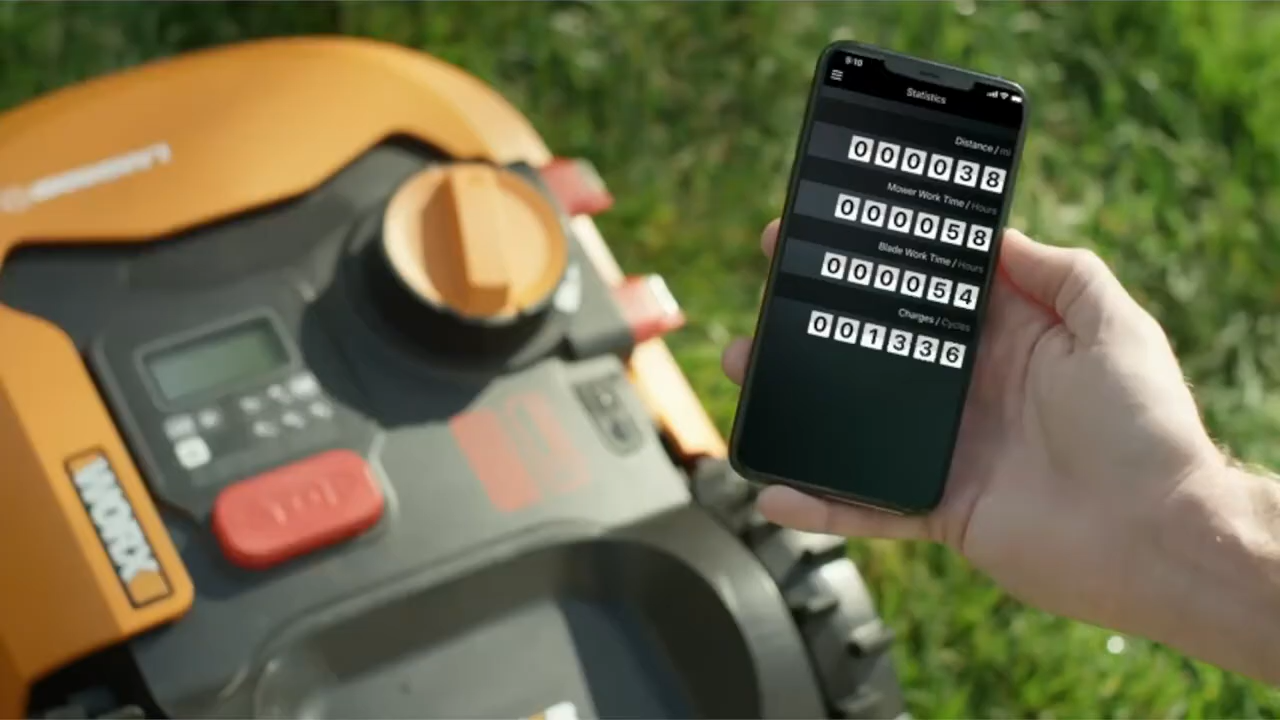 9:10
Statistics
Distance / mi
000038
Mower Work Time / Hours
000058
Blade Work Time / Hours
000054
Charges / Cycles
001336
WORX